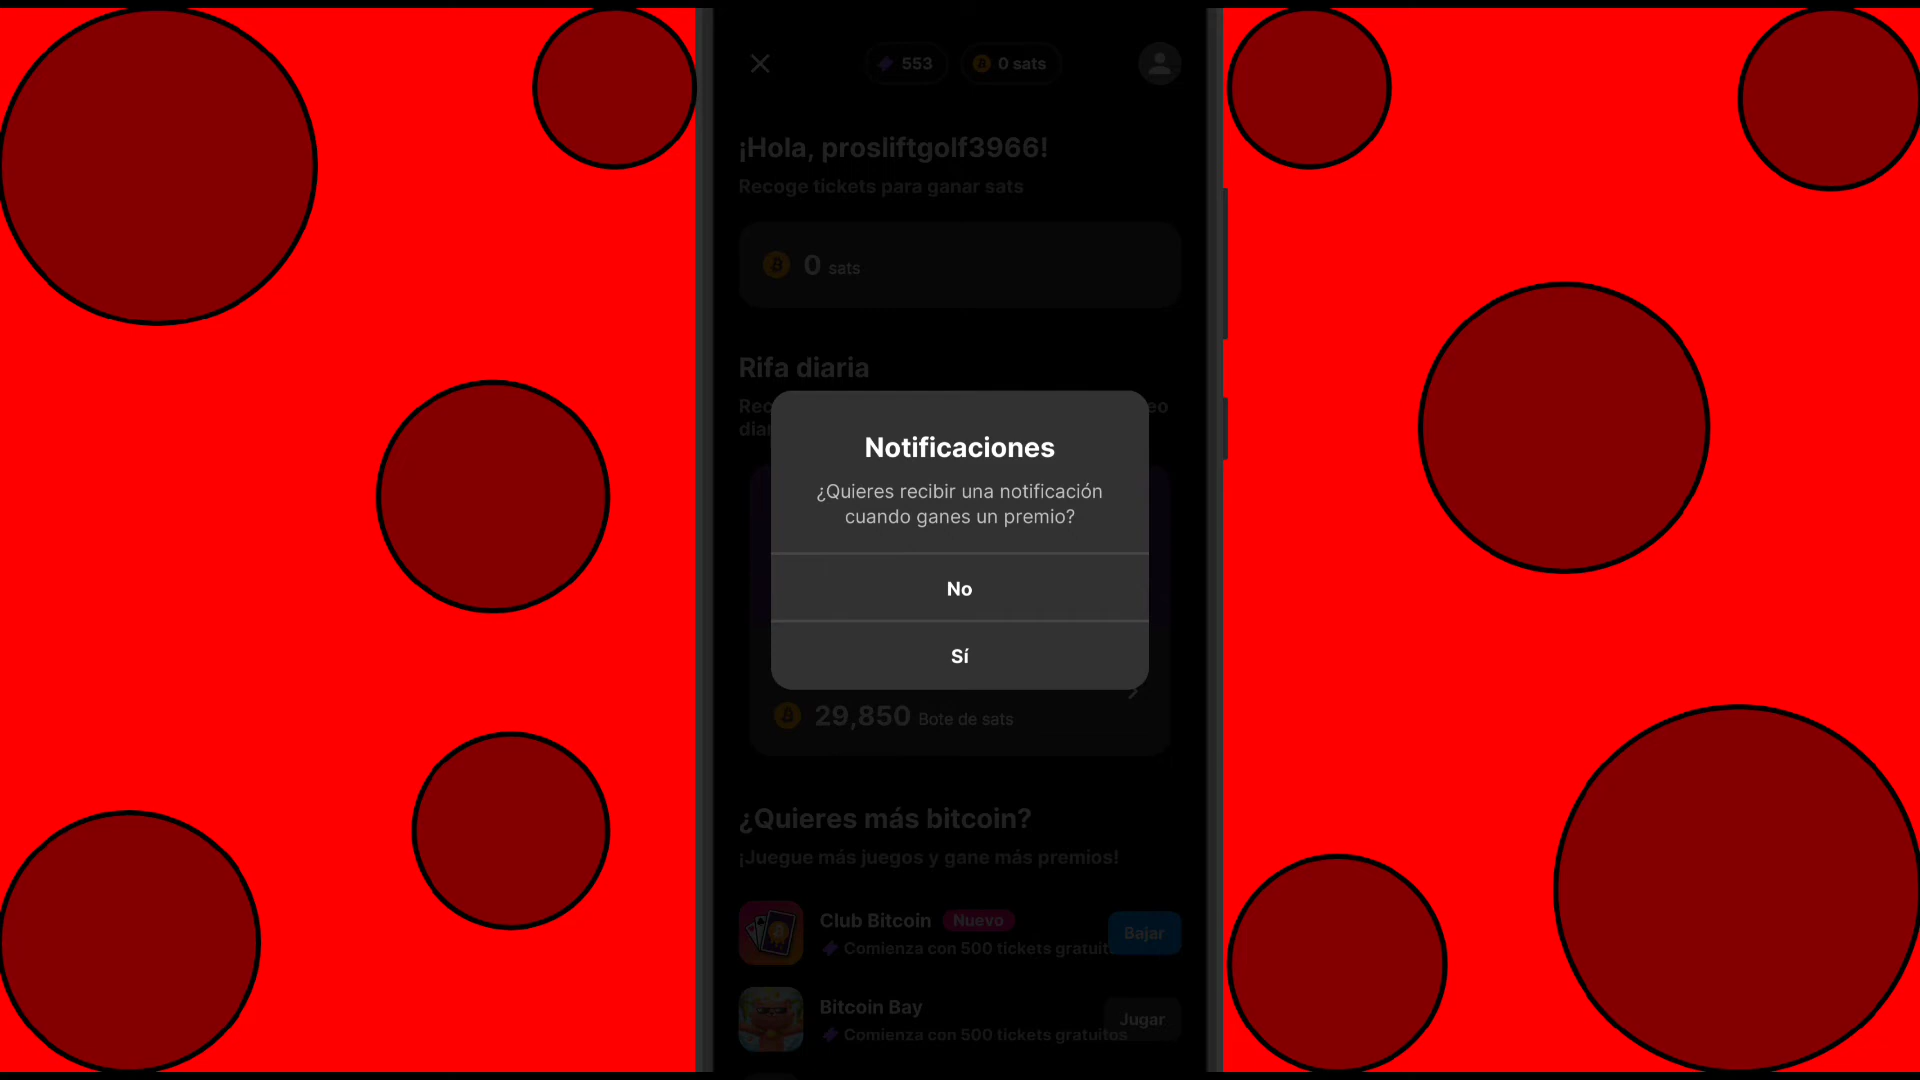 553
0 sats
¡Hola, prosliftgolf3966!
Recoge tickets para ganar sats
0 sats
Rifa diaria
Notificaciones
¿Quieres recibir una notificación
cuando ganes un premio?
No
Sí
29,850 Bote de sats
¿Quieres más bitcoin?
¡Juegue más juegos y gane más premios!
Club Bitcoin Nuevo
Comienza con 500 tickets
Bajar
Bitcoin Bay
Comienza con 500 tickets gratuitos
Jugar